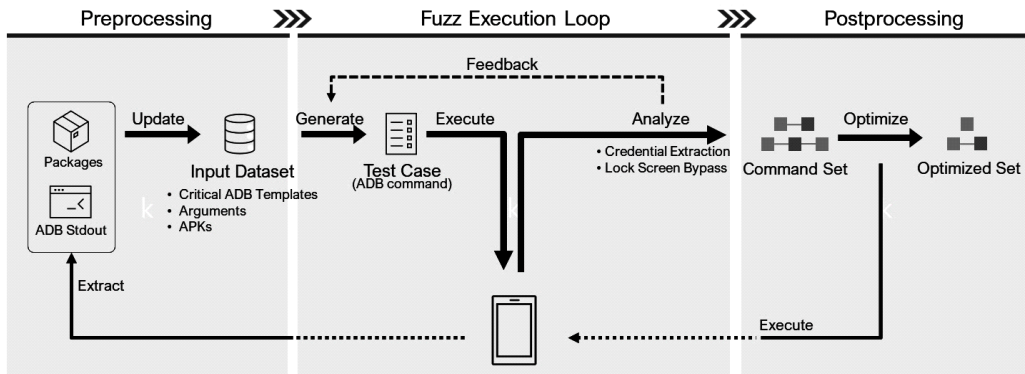 Preprocessing
Fuzz Execution Loop
Postprocessing
Feedback
Update
Generate
Execute
Analyze
Optimize
Packages
ADB Stdout
Input Dataset
• Critical ADB Templates
• Arguments
• APKs
Test Case
(ADB command)
• Credential Extraction
• Lock Screen Bypass
Command Set
Optimized Set
Extract
Execute
k
k
k